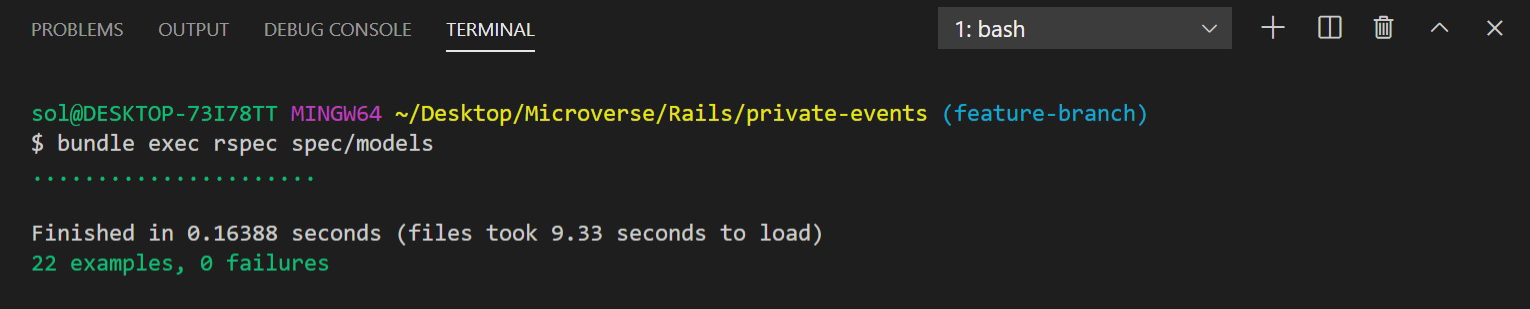 PROBLEMS OUTPUT DEBUG CONSOLE TERMINAL 1: bash
sol@DESKTOP-73I78TT MINGW64 ~/Desktop/Microverse/Rails/private-events (feature-branch)
$ bundle exec rspec spec/models
......................
Finished in 0.16388 seconds (files took 9.33 seconds to load)
22 examples, 0 failures